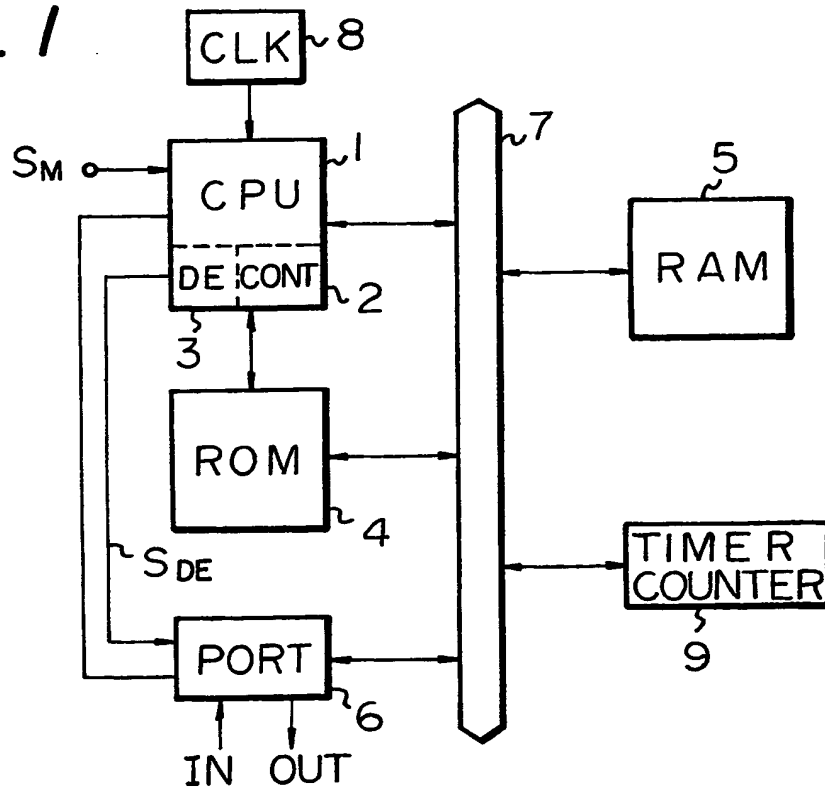 . 1
CLK
8
SM
1
CPU
7
5
RAM
DE
CONT
2
3
ROM
4
SDE
TIMER
COUNTER
9
PORT
6
IN OUT